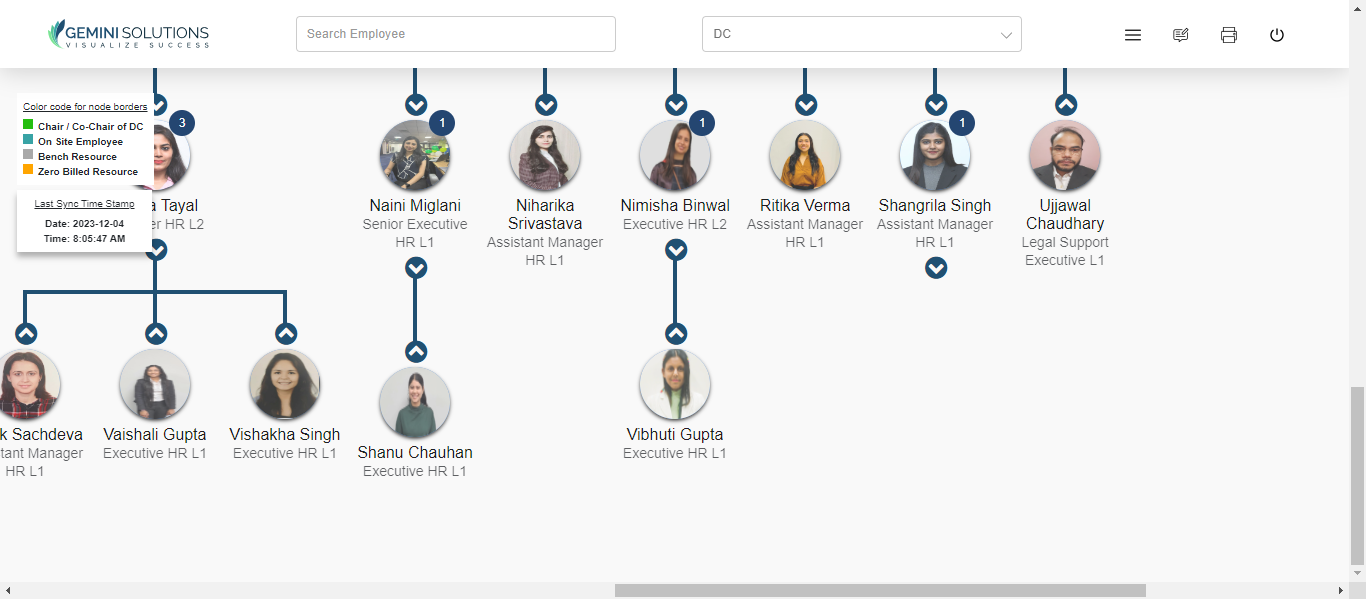 GEMINI SOLUTIONS
VISUALIZE SUCCESS
Search Employee
DC
Color code for node borders
Chair / Co-Chair of DC
On Site Employee
Bench Resource
Zero Billed Resource
Last Sync Time Stamp
Date: 2023-12-04
Time: 8:05:47 AM
3
a Tayal
er HR L2
1
Naini Miglani
Senior Executive
HR L1
Niharika
Srivastava
Assistant Manager
HR L1
1
Nimisha Binwal
Executive HR L2
Ritika Verma
Assistant Manager
HR L1
1
Shangrila Singh
Assistant Manager
HR L1
Ujjawal
Chaudhary
Legal Support
Executive L1
k Sachdeva
tant Manager
HR L1
Vaishali Gupta
Executive HR L1
Vishakha Singh
Executive HR L1
Shanu Chauhan
Executive HR L1
Vibhuti Gupta
Executive HR L1